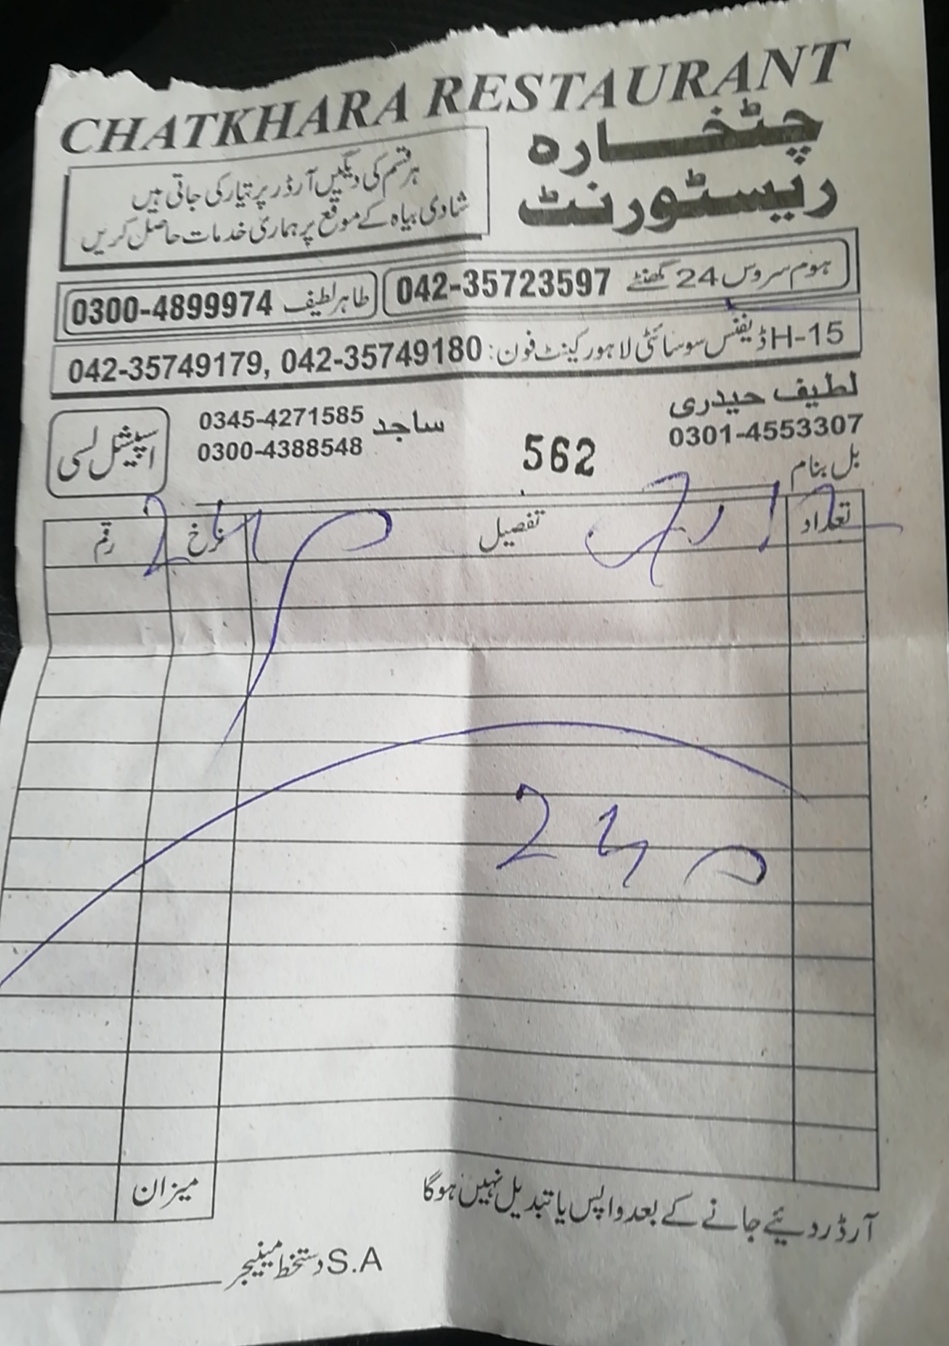 CHATKHARA RESTAURANT
چٹخارہ
ریسٹورنٹ
ہر قسم کی دیگیں آرڈر پر تیار کی جاتی ہیں
شادی بیاہ کے موقع پر ہماری خدمات حاصل کریں
ہوم سروس 24 گھنٹے 042-35723597
طاہر لطیف 0300-4899974
H-15 ڈیفنس سوسائٹی لاہور کینٹ فون: 042-35749179, 042-35749180
لطیف حیدری
0301-4553307
ساجد 0345-4271585
0300-4388548
اسپیشل لسی
562
بل بنام
تعداد تفصیل نرخ رقم
240
میزان
آرڈر دیئے جانے کے بعد واپس یا تبدیل نہیں ہوگا
S.A دستخط مینیجر